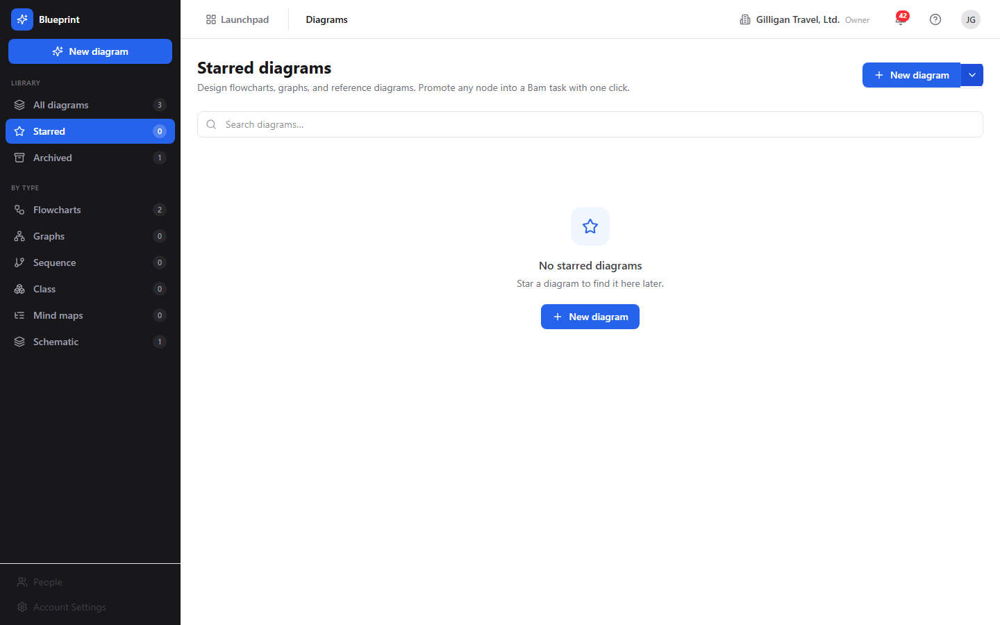 Blueprint
New diagram
LIBRARY
All diagrams 3
Starred 0
Archived 1
BY TYPE
Flowcharts 2
Graphs 0
Sequence 0
Class 0
Mind maps 0
Schematic 1
People
Account Settings
Launchpad
Diagrams
Gilligan Travel, Ltd. Owner
42
JG
Starred diagrams
Design flowcharts, graphs, and reference diagrams. Promote any node into a Bam task with one click.
New diagram
Search diagrams...
No starred diagrams
Star a diagram to find it here later.
New diagram